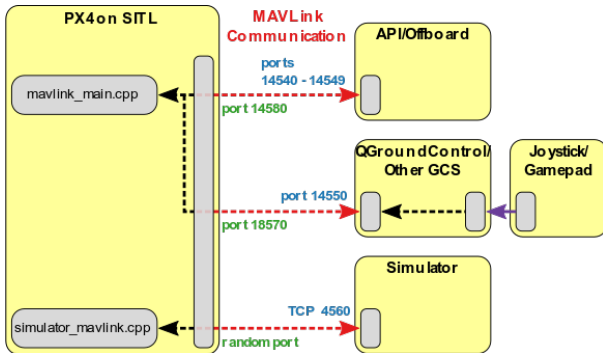 PX4on SITL
MAVLink
Communication
API/Offboard
ports
14540 - 14549
mavlink_main.cpp
port 14580
QGroundControl/
Other GCS
Joystick/
Gamepad
port 14550
port 18570
Simulator
TCP 4560
simulator_mavlink.cpp
random port